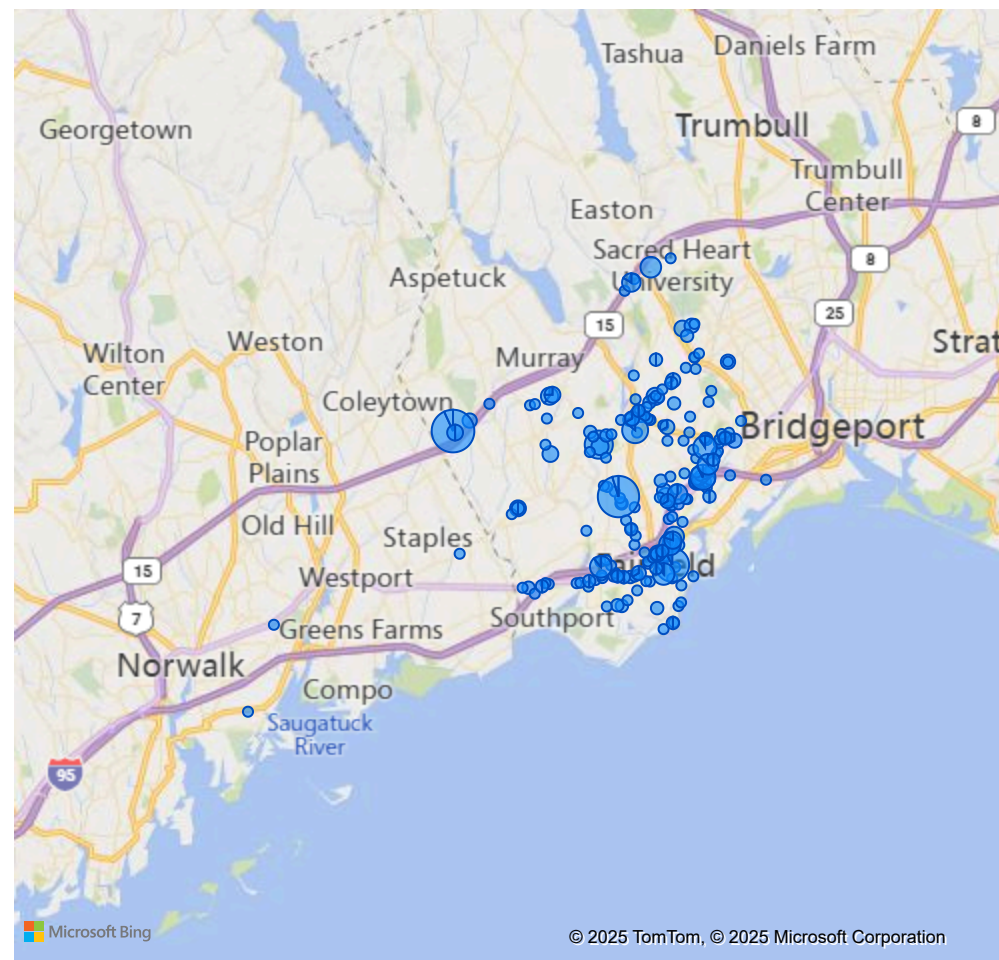 Tashua
Daniels Farm
8
Georgetown
Trumbull
Trumbull
Center
Easton
Sacred Heart
University
8
Aspetuck
25
15
Weston
Wilton
Center
Murray
Strat
Coleytown
Bridgeport
Poplar
Plains
Old Hill
Staples
15
Fairfield
Westport
7
Southport
Greens Farms
Norwalk
Compo
Saugatuck
River
95
Microsoft Bing
© 2025 TomTom, © 2025 Microsoft Corporation